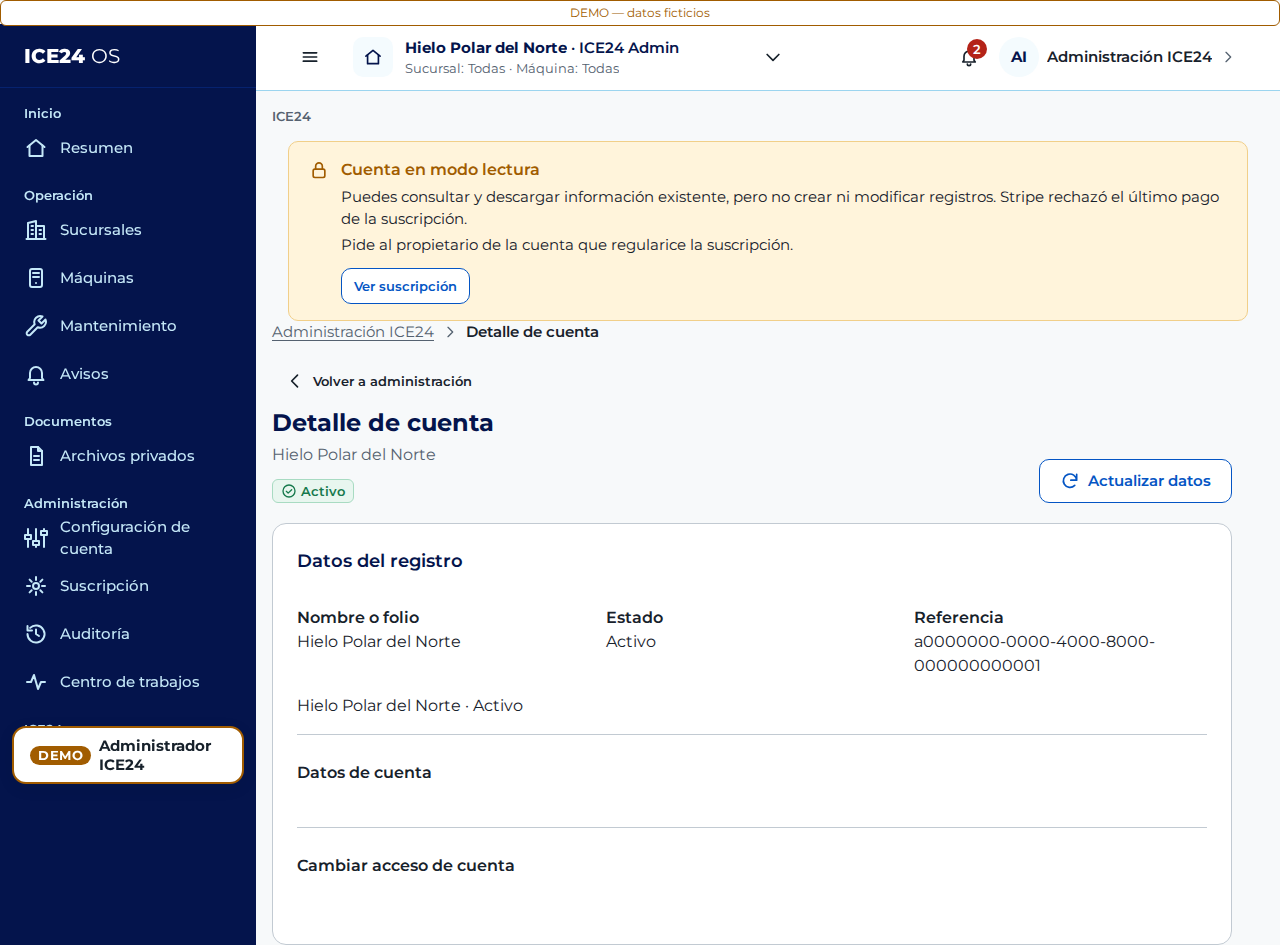 DEMO — datos ficticios
ICE24 OS
Inicio
Resumen
Operación
Sucursales
Máquinas
Mantenimiento
Avisos
Documentos
Archivos privados
Administración
Configuración de
cuenta
Suscripción
Auditoría
Centro de trabajos
DEMO Administrador
ICE24
Hielo Polar del Norte · ICE24 Admin
Sucursal: Todas · Máquina: Todas
2
AI Administración ICE24
ICE24
Cuenta en modo lectura
Puedes consultar y descargar información existente, pero no crear ni modificar registros. Stripe rechazó el último pago
de la suscripción.
Pide al propietario de la cuenta que regularice la suscripción.
Ver suscripción
Administración ICE24 > Detalle de cuenta
Volver a administración
Detalle de cuenta
Hielo Polar del Norte
Activo
Actualizar datos
Datos del registro
Nombre o folio
Hielo Polar del Norte
Estado
Activo
Referencia
a0000000-0000-4000-8000-
000000000001
Hielo Polar del Norte · Activo
Datos de cuenta
Cambiar acceso de cuenta